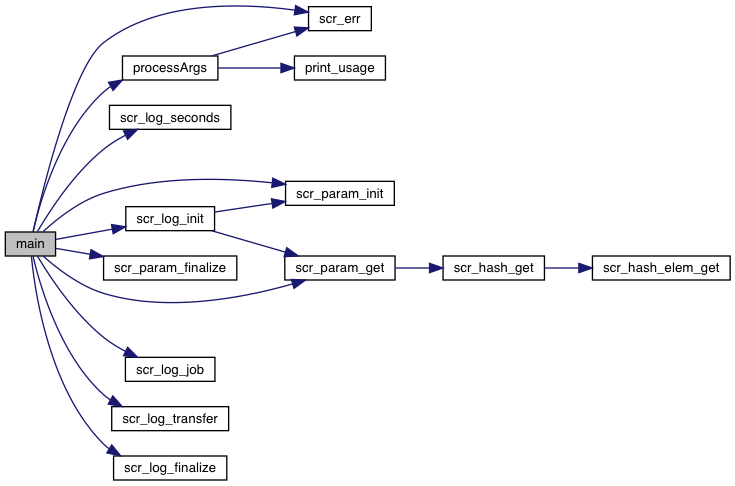 scr_err
processArgs
print_usage
scr_log_seconds
scr_param_init
scr_log_init
main
scr_param_finalize
scr_param_get
scr_hash_get
scr_hash_elem_get
scr_log_job
scr_log_transfer
scr_log_finalize